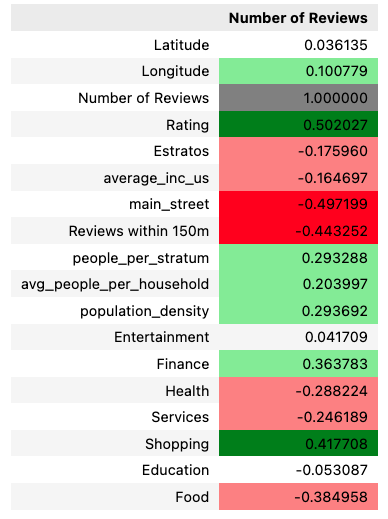 Number of Reviews
Latitude 0.036135
Longitude 0.100779
Number of Reviews 1.000000
Rating 0.502027
Estratos -0.175960
average_inc_us -0.164697
main_street -0.497199
Reviews within 150m -0.443252
people_per_stratum 0.293288
avg_people_per_household 0.203997
population_density 0.293692
Entertainment 0.041709
Finance 0.363783
Health -0.288224
Services -0.246189
Shopping 0.417708
Education -0.053087
Food -0.384958